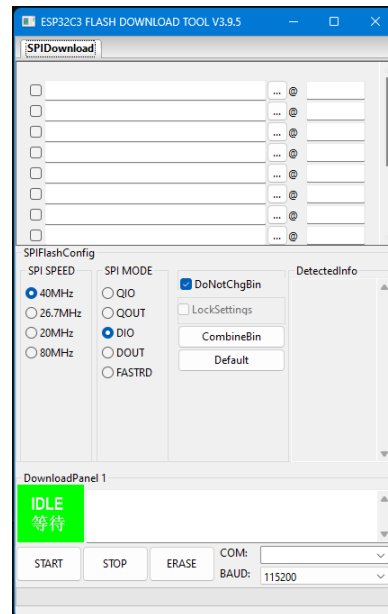 ESP32C3 FLASH DOWNLOAD TOOL V3.9.5
SPIDownload
... @
... @
... @
... @
... @
... @
... @
... @
SPIFlashConfig
SPI SPEED
40MHz
26.7MHz
20MHz
80MHz
SPI MODE
QIO
QOUT
DIO
DOUT
FASTRD
DoNotChgBin
LockSettings
CombineBin
Default
DetectedInfo
DownloadPanel 1
IDLE
等待
START STOP ERASE
COM:
BAUD: 115200